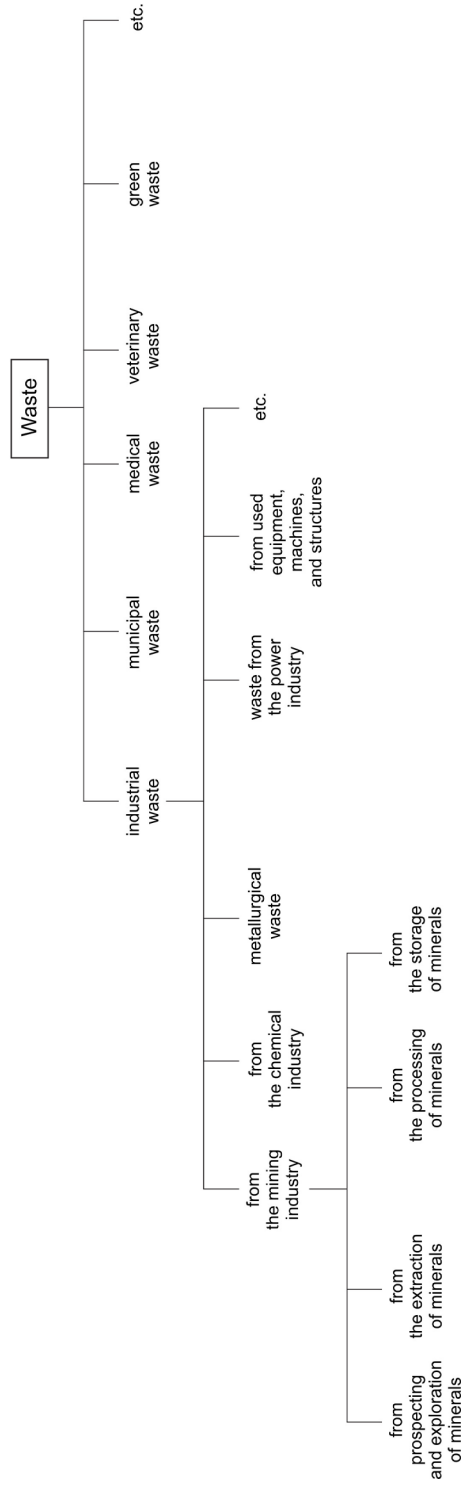 Waste
industrial
waste
municipal
waste
medical
waste
veterinary
waste
green
waste
etc.
from
the mining
industry
from
the chemical
industry
metallurgical
waste
waste from
the power
industry
from used
equipment,
machines,
and structures
etc.
from
prospecting
and exploration
of minerals
from
the extraction
of minerals
from
the processing
of minerals
from
the storage
of minerals